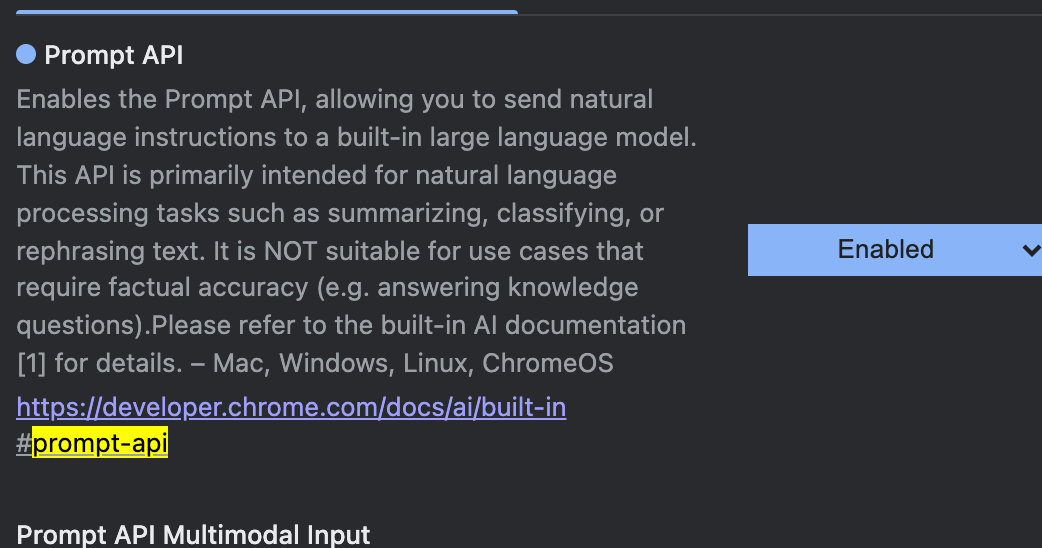 Prompt API
Enables the Prompt API, allowing you to send natural
language instructions to a built-in large language model.
This API is primarily intended for natural language
processing tasks such as summarizing, classifying, or
rephrasing text. It is NOT suitable for use cases that
require factual accuracy (e.g. answering knowledge
questions).Please refer to the built-in AI documentation
[1] for details. – Mac, Windows, Linux, ChromeOS
https://developer.chrome.com/docs/ai/built-in
#prompt-api
Enabled
Prompt API Multimodal Input